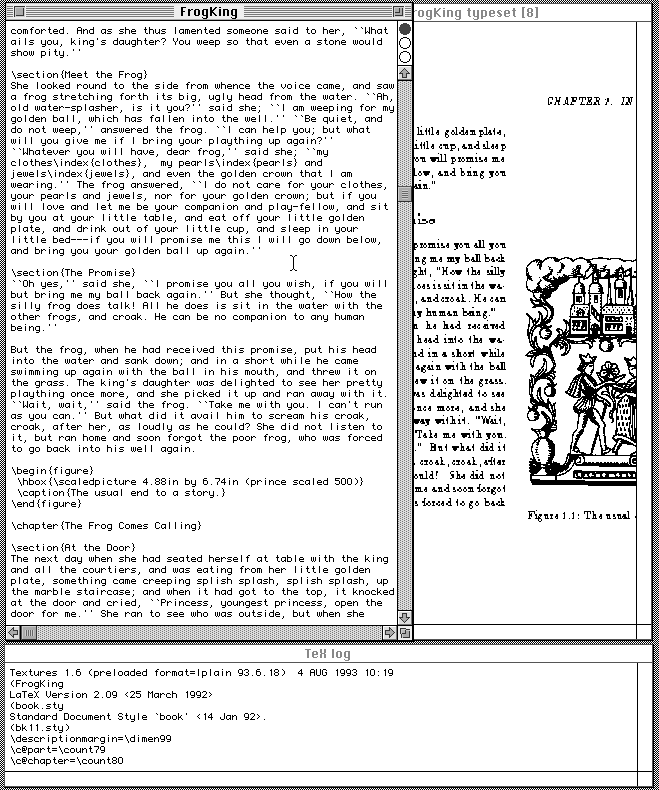 FrogKing
comforted. And as she thus lamented someone said to her, ``What
ails you, king's daughter? You weep so that even a stone would
show pity.''
\section{Meet the Frog}
She looked round to the side from whence the voice came, and saw
a frog stretching forth its big, ugly head from the water. ``Ah,
old water-splasher, is it you?'' said she; ``I am weeping for my
golden ball, which has fallen into the well.'' ``Be quiet, and
do not weep,'' answered the frog. ``I can help you; but what
will you give me if I bring your plaything up again?''
``Whatever you will have, dear frog,'' said she; ``my
clothes\index{clothes},  my pearls\index{pearls} and
jewels\index{jewels}, and even the golden crown that I am
wearing.'' The frog answered, ``I do not care for your clothes,
your pearls and jewels, nor for your golden crown; but if you
will love and let me be your companion and play-fellow, and sit
by you at your little table, and eat off your little golden
plate, and drink out of your little cup, and sleep in your
little bed---if you will promise me this I will go down below,
and bring you your golden ball up again.''
\section{The Promise}
``Oh yes,'' said she, ``I promise you all you wish, if you will
but bring me my ball back again.'' But she thought, ``How the
silly frog does talk! All he does is sit in the water with the
other frogs, and croak. He can be no companion to any human
being.''
But the frog, when he had received this promise, put his head
into the water and sank down; and in a short while he came
swimming up again with the ball in his mouth, and threw it on
the grass. The king's daughter was delighted to see her pretty
plaything once more, and she picked it up and ran away with it.
``Wait, wait,'' said the frog. ``Take me with you. I can't run
as you can.'' But what did it avail him to scream his croak,
croak, after her, as loudly as he could? She did not listen to
it, but ran home and soon forgot the poor frog, who was forced
to go back into his well again.
\begin{figure}
\hbox{\scaledpicture 4.88in by 6.74in (prince scaled 500)}
\caption{The usual end to a story.}
\end{figure}
\chapter{The Frog Comes Calling}
\section{At the Door}
The next day when she had seated herself at table with the king
and all the courtiers, and was eating from her little golden
plate, something came creeping splish splash, splish splash, up
the marble staircase; and when it had got to the top, it knocked
at the door and cried, ``Princess, youngest princess, open the
door for me.'' She ran to see who was outside, but when she
rogKing typeset [8]
CHAPTER 1. IN
little golden plate,
ittle cup, and sleep
ou will promise me
low, and bring you
ain."
ise
promise you all you
ng me my ball back
ght, "How the silly
oes is sit in the wa-
, and croak. He can
y human being."
n he had received
head into the wa-
nd in a short while
again with the ball
ew it on the grass.
as delighted to see
nce more, and she
way with it. "Wait,
"Take me with you.
." But what did it
croak, croak, after
ould! She did not
me and soon forgot
s forced to go back
Figure 1.1: The usual
TeX log
Textures 1.6 (preloaded format=lplain 93.6.18)  4 AUG 1993 10:19
(FrogKing
LaTeX Version 2.09 <25 March 1992>
(book.sty
Standard Document Style `book' <14 Jan 92>.
(bk11.sty)
\descriptionmargin=\dimen99
\c@part=\count79
\c@chapter=\count80